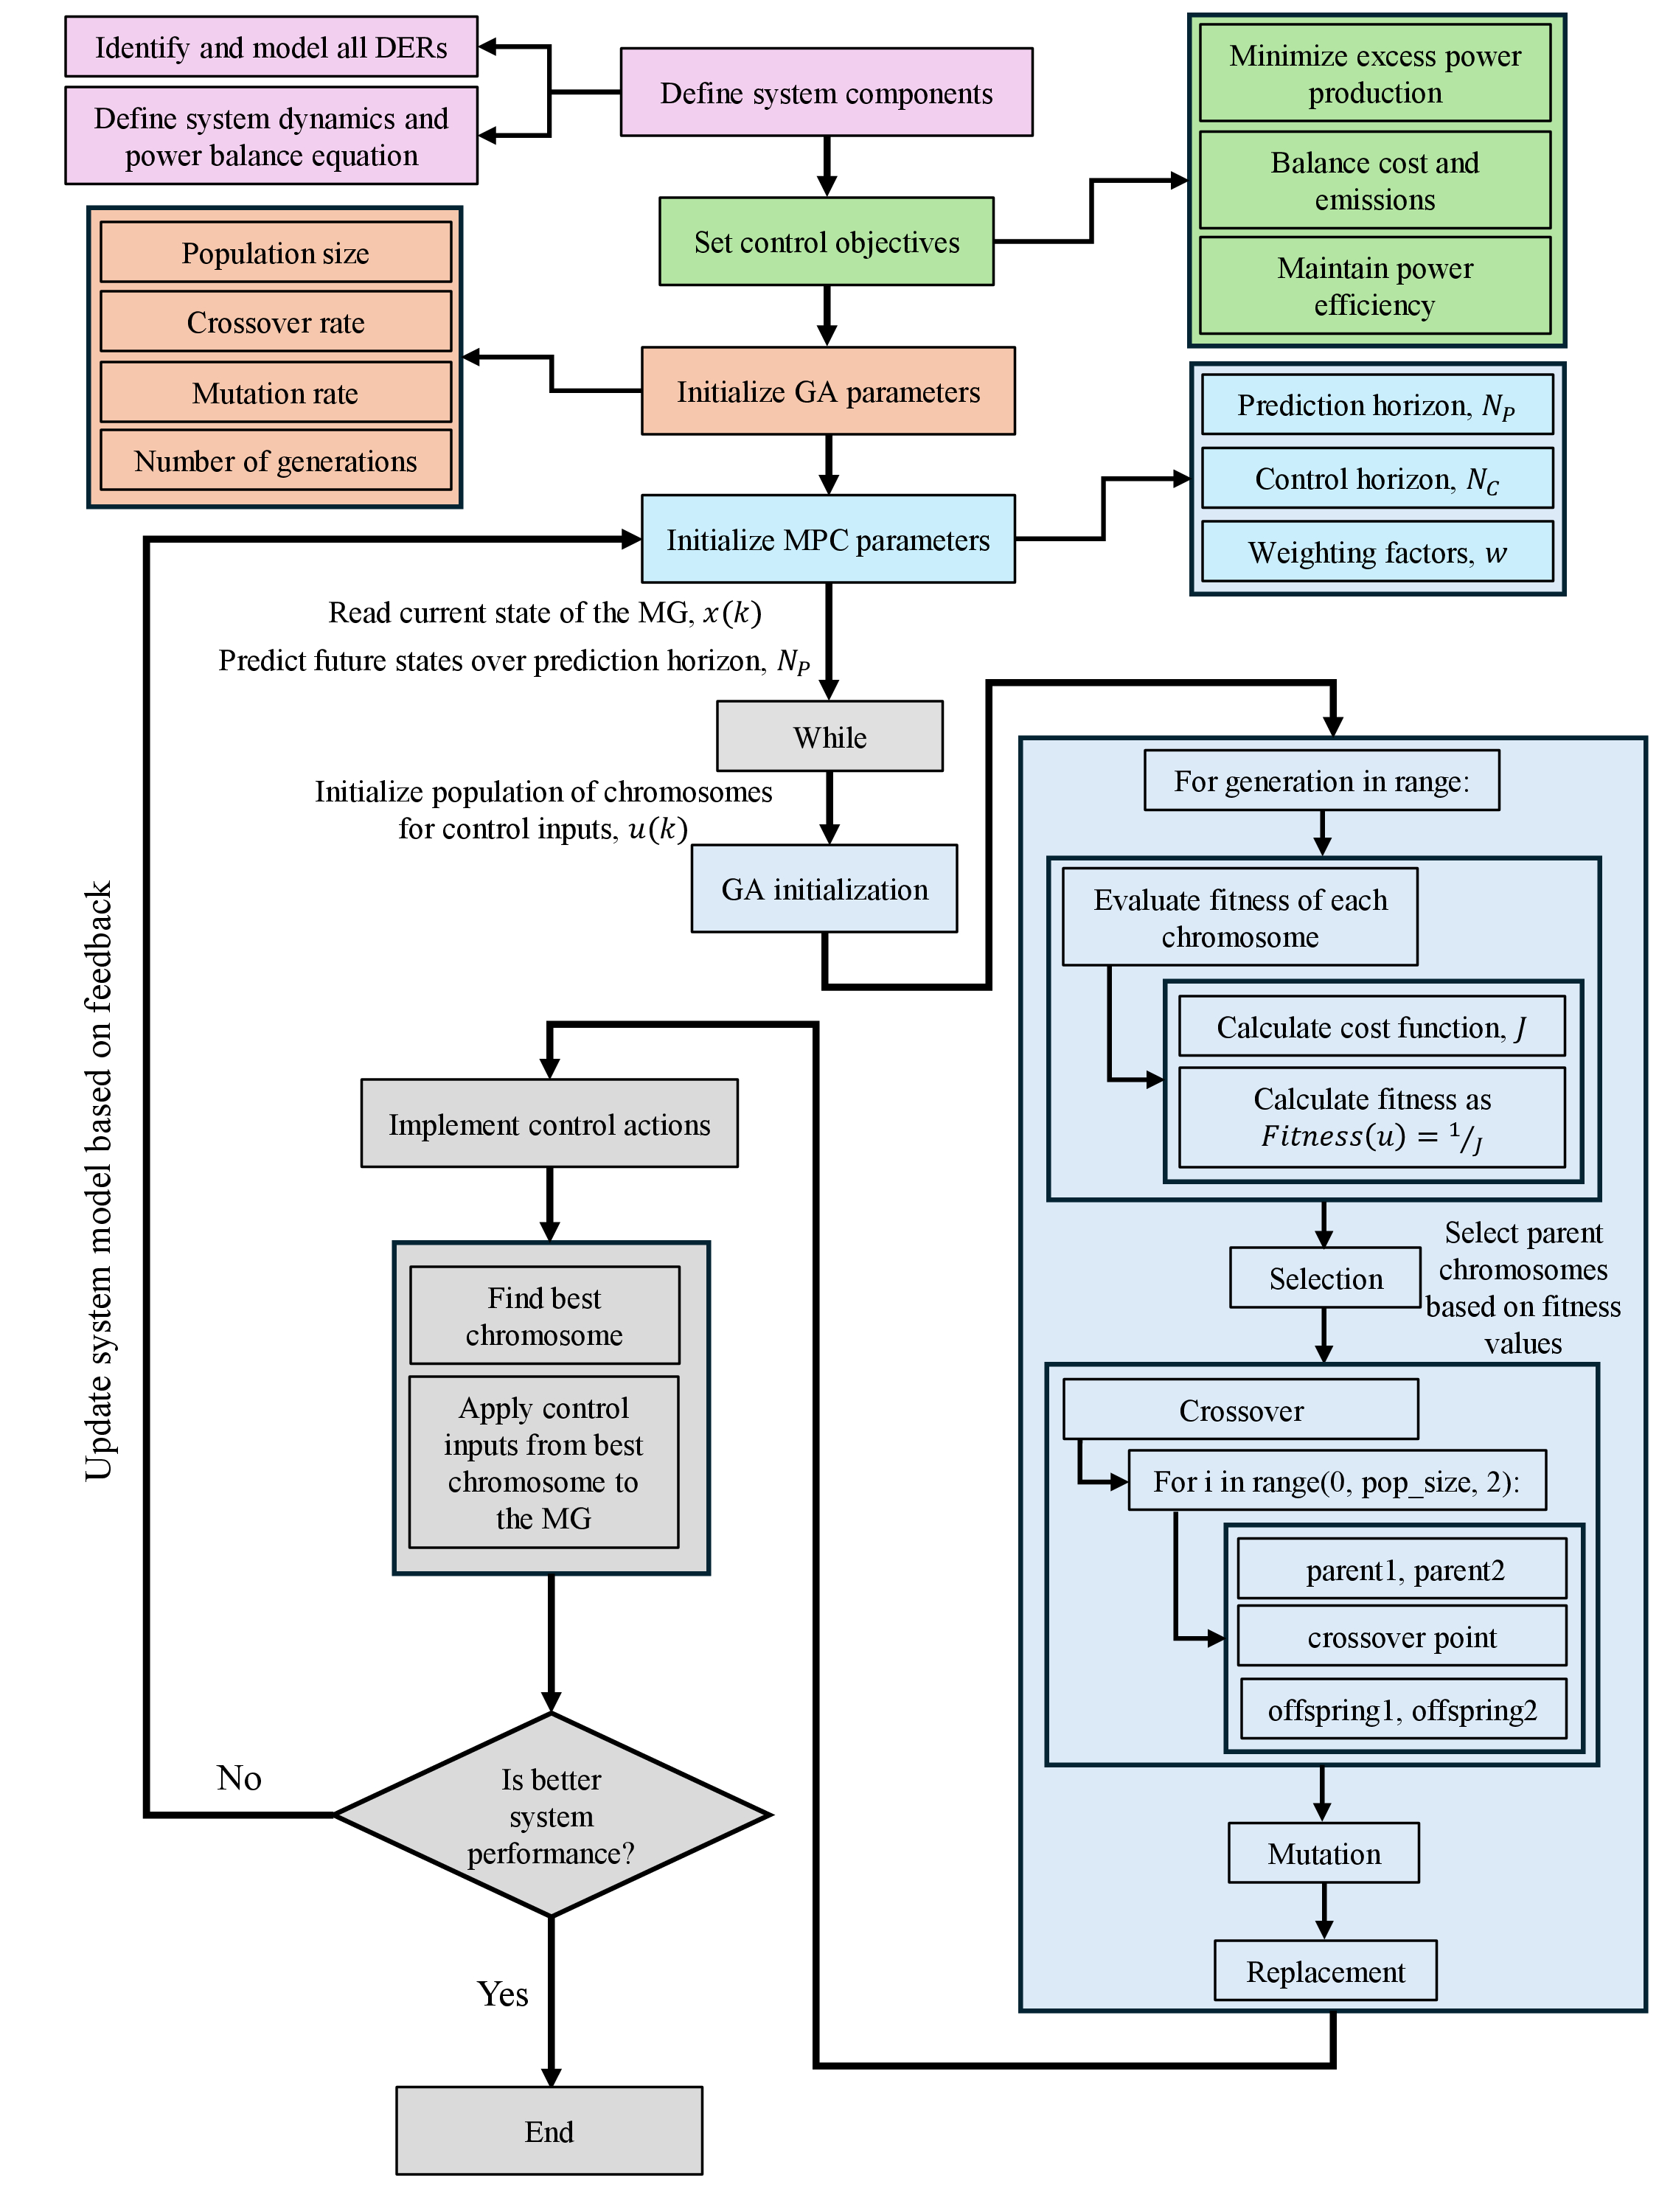 Identify and model all DERs
Define system dynamics and
power balance equation
Define system components
Minimize excess power
production
Balance cost and
emissions
Maintain power
efficiency
Set control objectives
Population size
Crossover rate
Mutation rate
Number of generations
Initialize GA parameters
Prediction horizon, N_P
Control horizon, N_C
Weighting factors, w
Initialize MPC parameters
Read current state of the MG, x(k)
Predict future states over prediction horizon, N_P
While
Initialize population of chromosomes
for control inputs, u(k)
GA initialization
For generation in range:
Evaluate fitness of each
chromosome
Calculate cost function, J
Calculate fitness as
Fitness(u) = 1/J
Selection
Select parent
chromosomes
based on fitness
values
Crossover
For i in range(0, pop_size, 2):
parent1, parent2
crossover point
offspring1, offspring2
Mutation
Replacement
Implement control actions
Find best
chromosome
Apply control
inputs from best
chromosome to
the MG
Is better
system
performance?
No
Update system model based on feedback
Yes
End